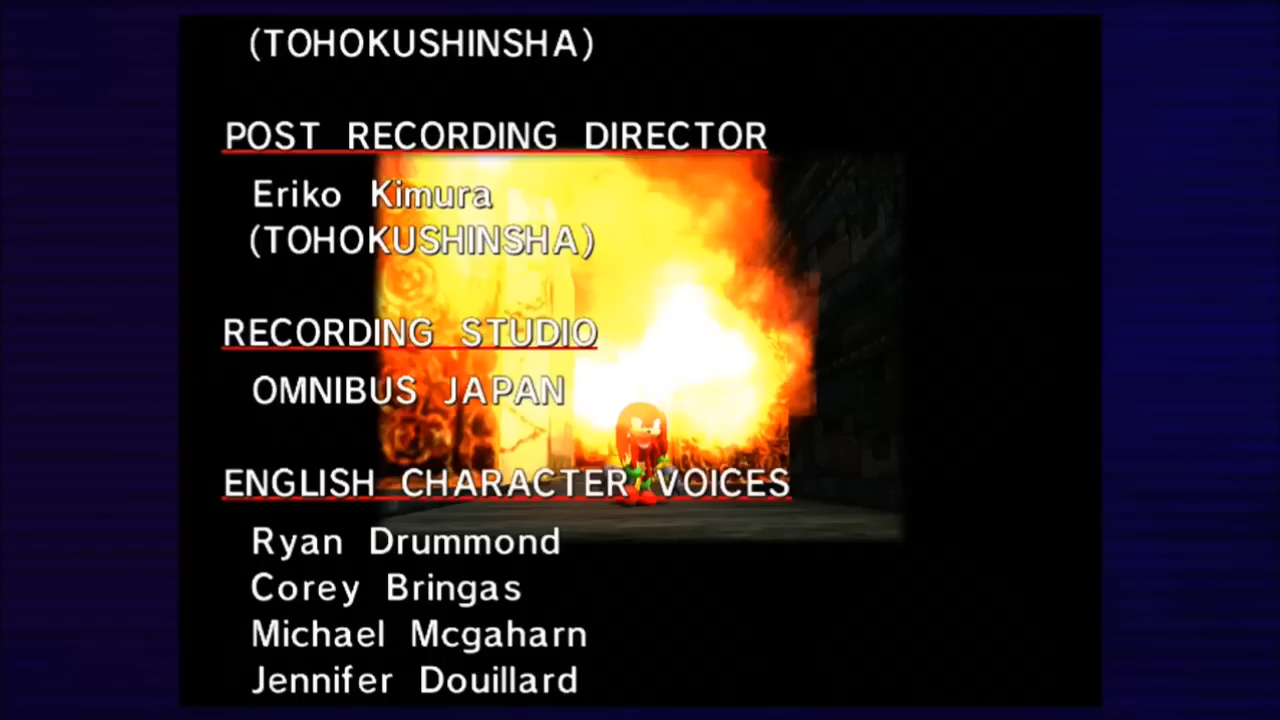 (TOHOKUSHINSHA)
POST RECORDING DIRECTOR
Eriko Kimura
(TOHOKUSHINSHA)
RECORDING STUDIO
OMNIBUS JAPAN
ENGLISH CHARACTER VOICES
Ryan Drummond
Corey Bringas
Michael Mcgaharn
Jennifer Douillard